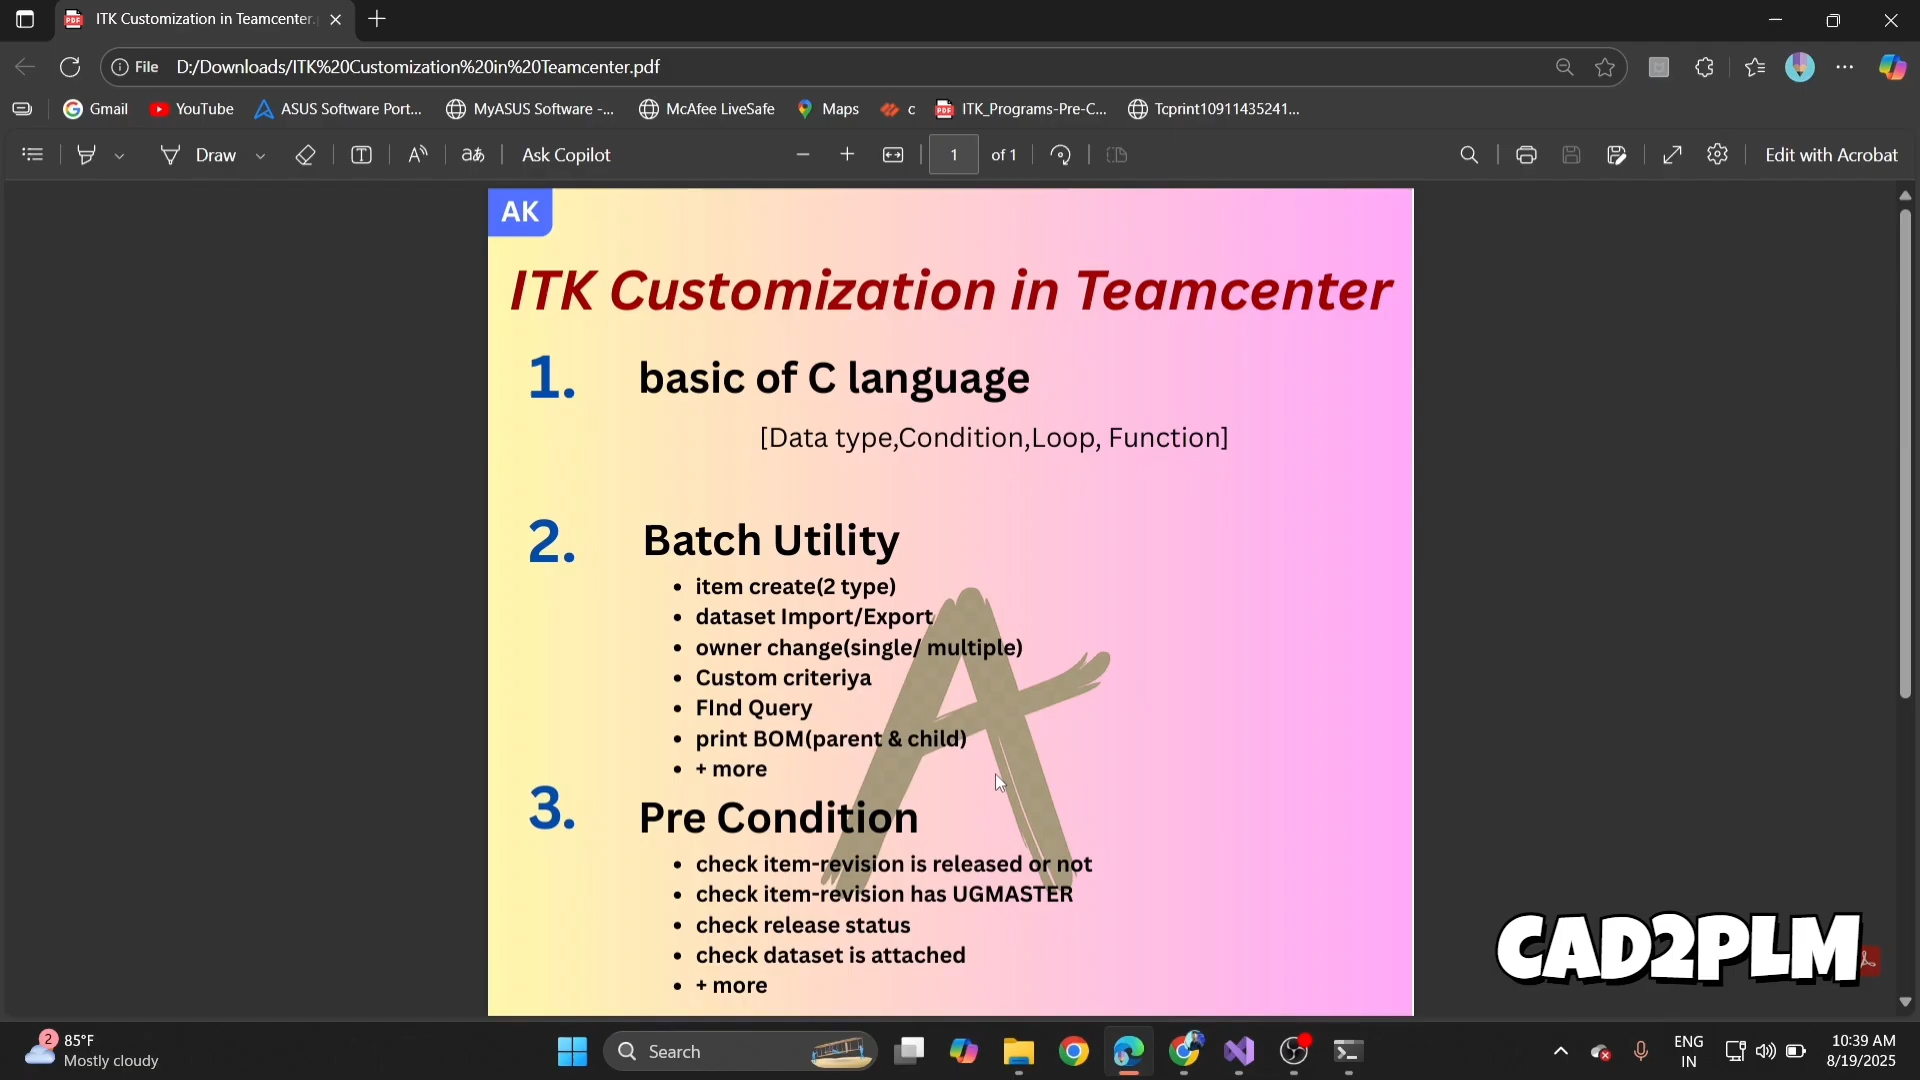 ITK Customization in Teamcenter.
File
D:/Downloads/ITK%20Customization%20in%20Teamcenter.pdf
Gmail
YouTube
ASUS Software Port...
MyASUS Software -...
McAfee LiveSafe
Maps
c
ITK_Programs-Pre-C...
Tcprint10911435241...
Draw
Ask Copilot
1
of 1
Edit with Acrobat
AK
ITK Customization in Teamcenter
1. basic of C language
[Data type,Condition,Loop, Function]
2. Batch Utility
• item create(2 type)
• dataset Import/Export
• owner change(single/ multiple)
• Custom criteriya
• FInd Query
• print BOM(parent & child)
• + more
3. Pre Condition
• check item-revision is released or not
• check item-revision has UGMASTER
• check release status
• check dataset is attached
• + more
CAD2PLM
2
85°F
Mostly cloudy
Search
ENG
IN
10:39 AM
8/19/2025